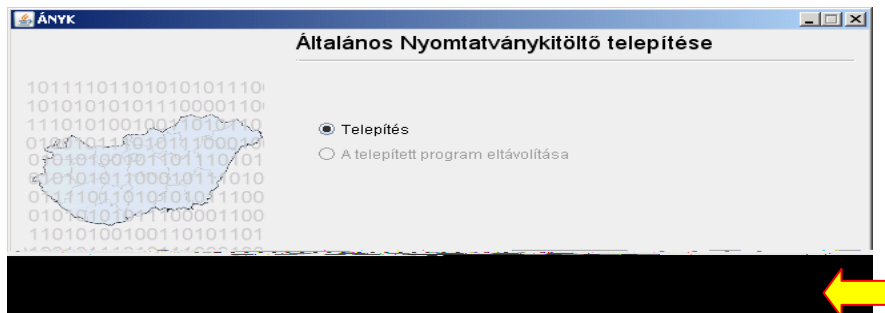 ÁNYK
Általános Nyomtatványkitöltő telepítése
Telepítés
A telepített program eltávolítása